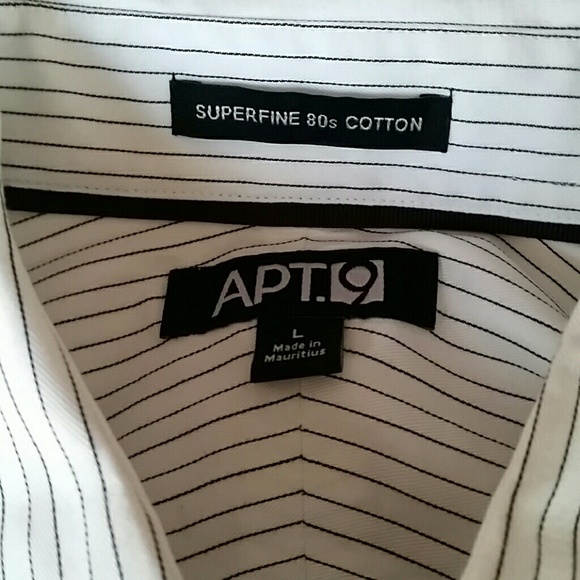 SUPERFINE 80s COTTON
APT.9
L
Made in
Mauritius